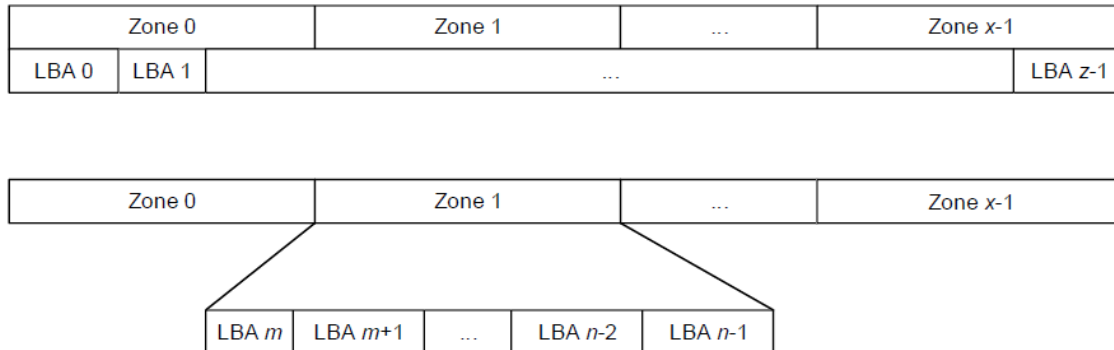 Zone 0 Zone 1 ... Zone x-1
LBA 0 LBA 1 ... LBA z-1
Zone 0 Zone 1 ... Zone x-1
LBA m LBA m+1 ... LBA n-2 LBA n-1